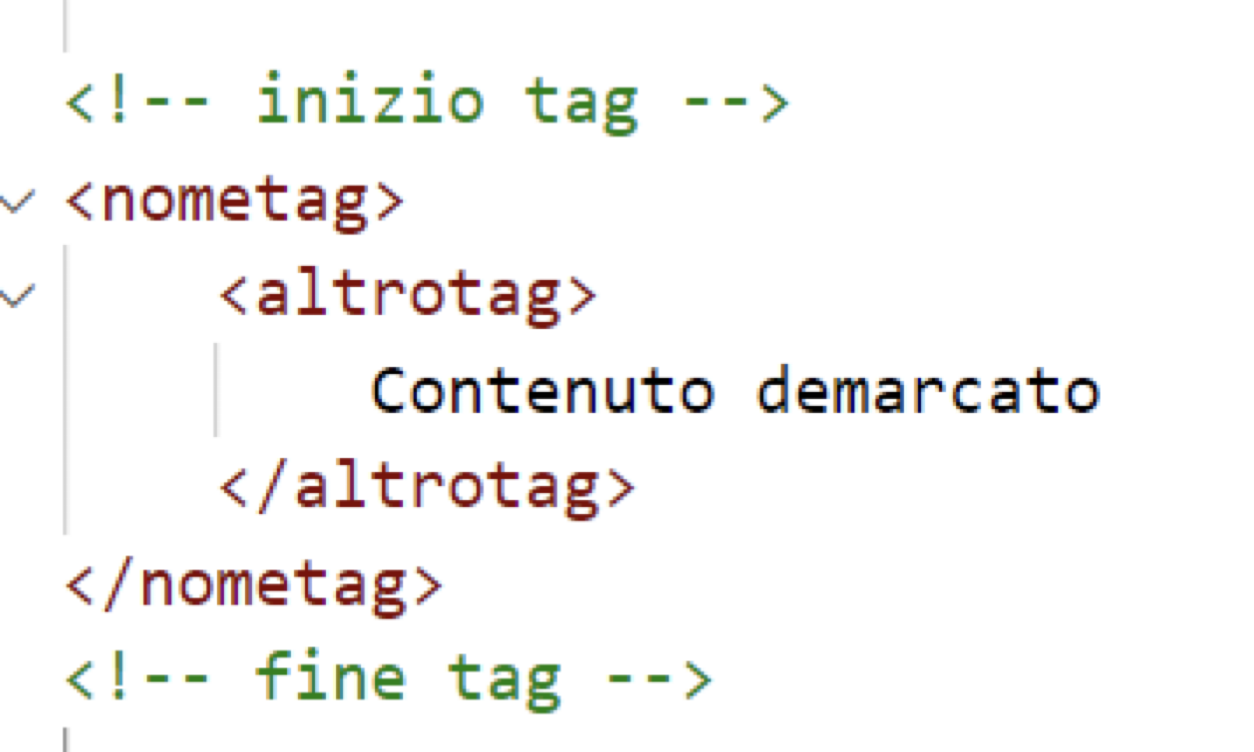 <!-- inizio tag -->
<nometag>
<altrotag>
Contenuto demarcato
</altrotag>
</nometag>
<!-- fine tag -->